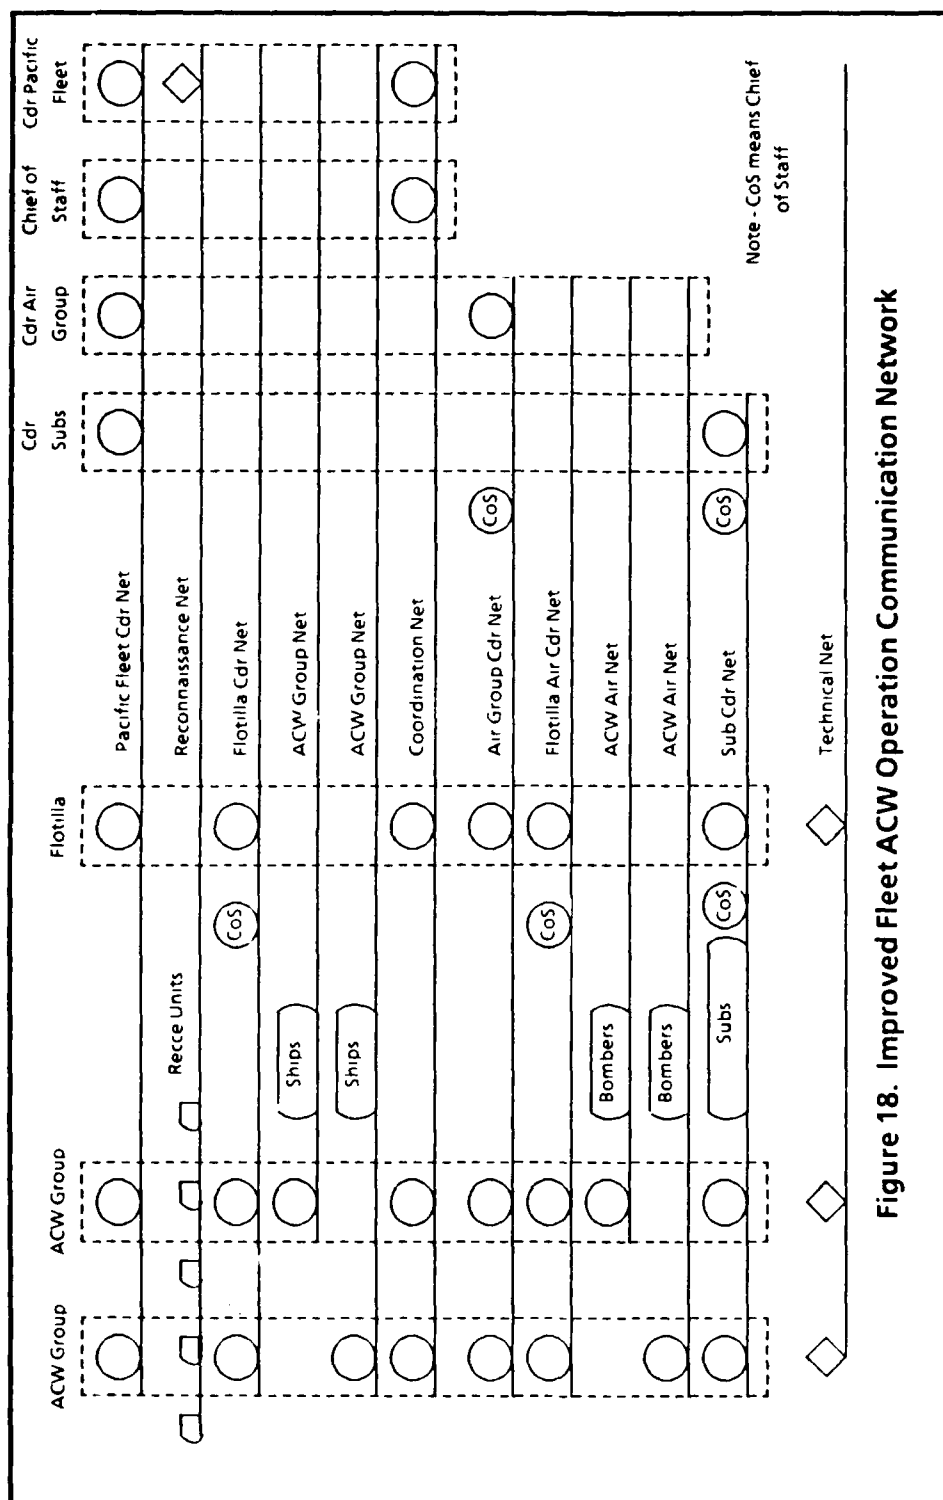 ACW Group
ACW Group
Flotilla
Cdr
Subs
Cdr Air
Group
Chief of
Staff
Cdr Pacific
Fleet
Pacific Fleet Cdr Net
Recce Units
Reconnaissance Net
CoS
Flotilla Cdr Net
Ships
ACW Group Net
Ships
ACW Group Net
Coordination Net
Air Group Cdr Net
CoS
CoS
Flotilla Air Cdr Net
Bombers
ACW Air Net
Bombers
ACW Air Net
Subs
CoS
Sub Cdr Net
CoS
Note - CoS means Chief
of Staff
Technical Net
Figure 18. Improved Fleet ACW Operation Communication Network